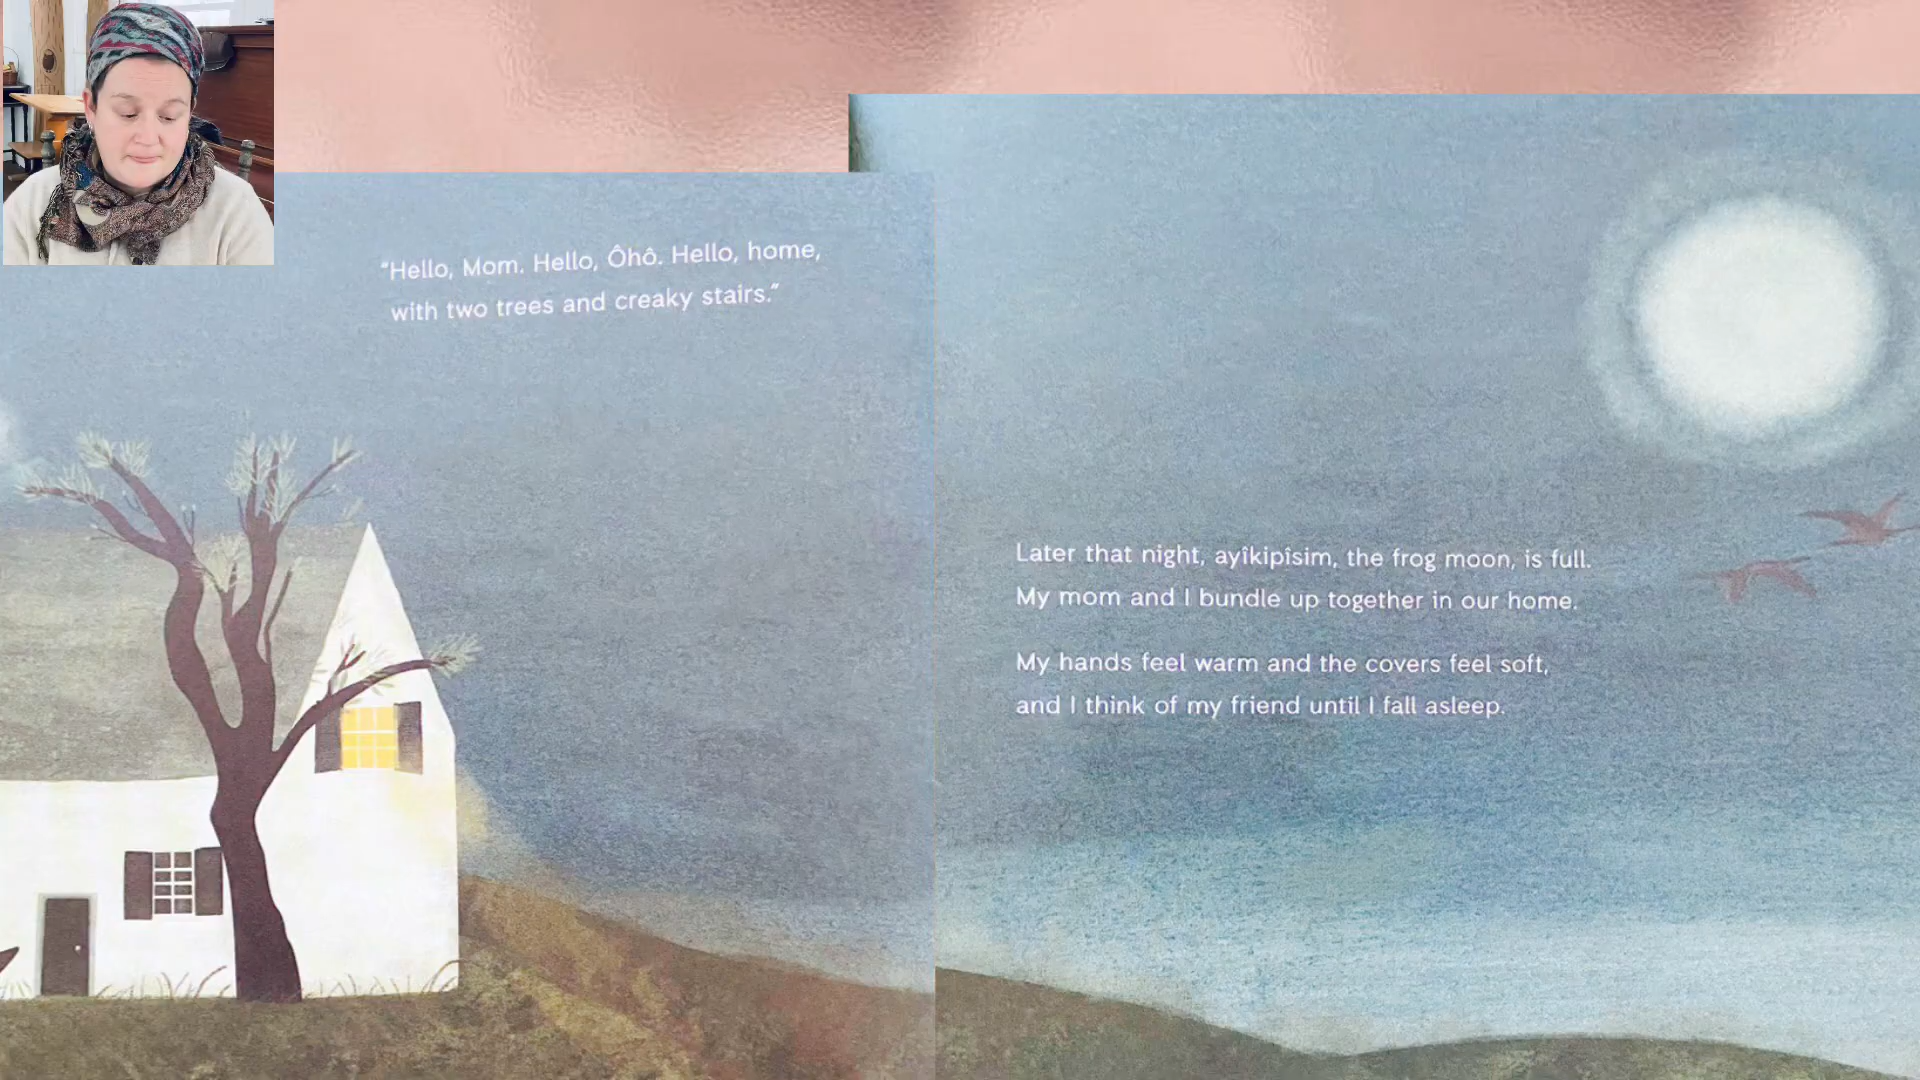 “Hello, Mom. Hello, Ôhô. Hello, home,
with two trees and creaky stairs.”
Later that night, ayîkipîsim, the frog moon, is full.
My mom and I bundle up together in our home.
My hands feel warm and the covers feel soft,
and I think of my friend until I fall asleep.